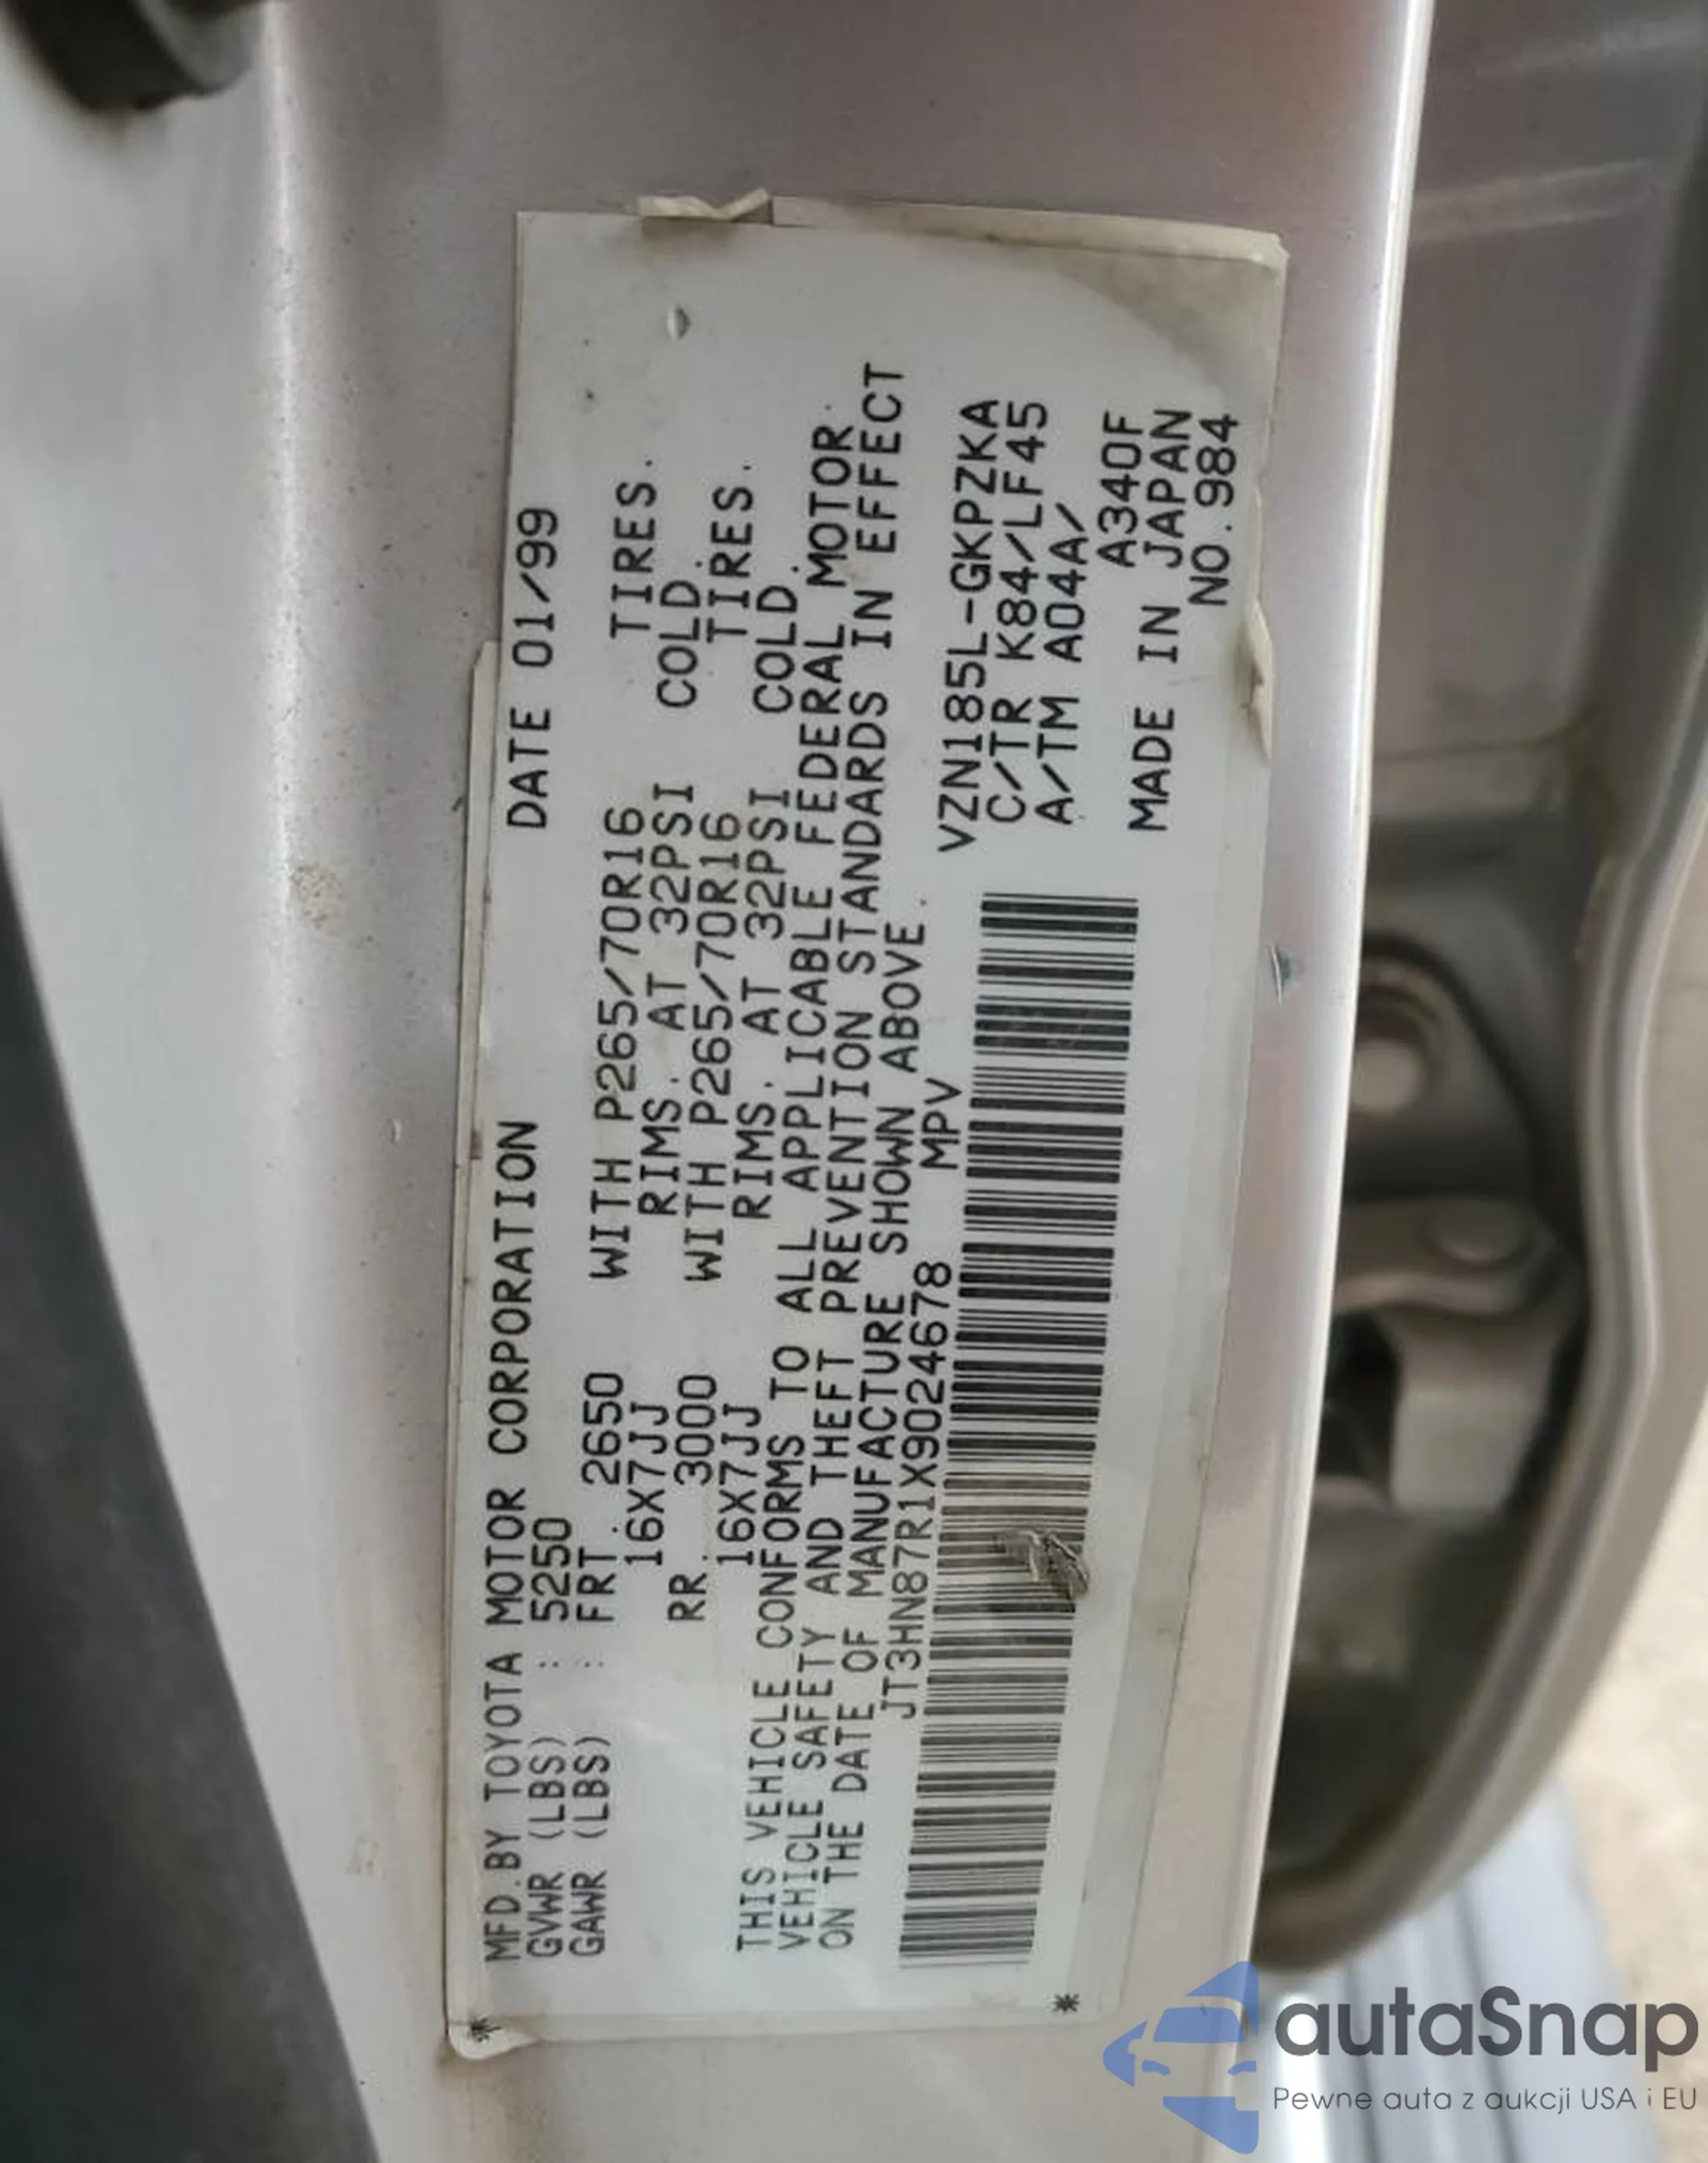 MFD.BY TOYOTA MOTOR CORPORATION DATE 01/99
GVWR (LBS) : 5250
GAWR (LBS) : FRT. 2650 WITH P265/70R16 TIRES.
16X7JJ RIMS. AT 32PSI COLD.
RR. 3000 WITH P265/70R16 TIRES.
16X7JJ RIMS. AT 32PSI COLD.
THIS VEHICLE CONFORMS TO ALL APPLICABLE FEDERAL MOTOR
VEHICLE SAFETY AND THEFT PREVENTION STANDARDS IN EFFECT
ON THE DATE OF MANUFACTURE SHOWN ABOVE.
JT3HN87R1X9024678 MPV
VZN185L-GKPZKA
C/TR K84/LF45
A/TM A04A/
A340F
MADE IN JAPAN
NO.984
* *
autaSnap
Pewne auta z aukcji USA i EU